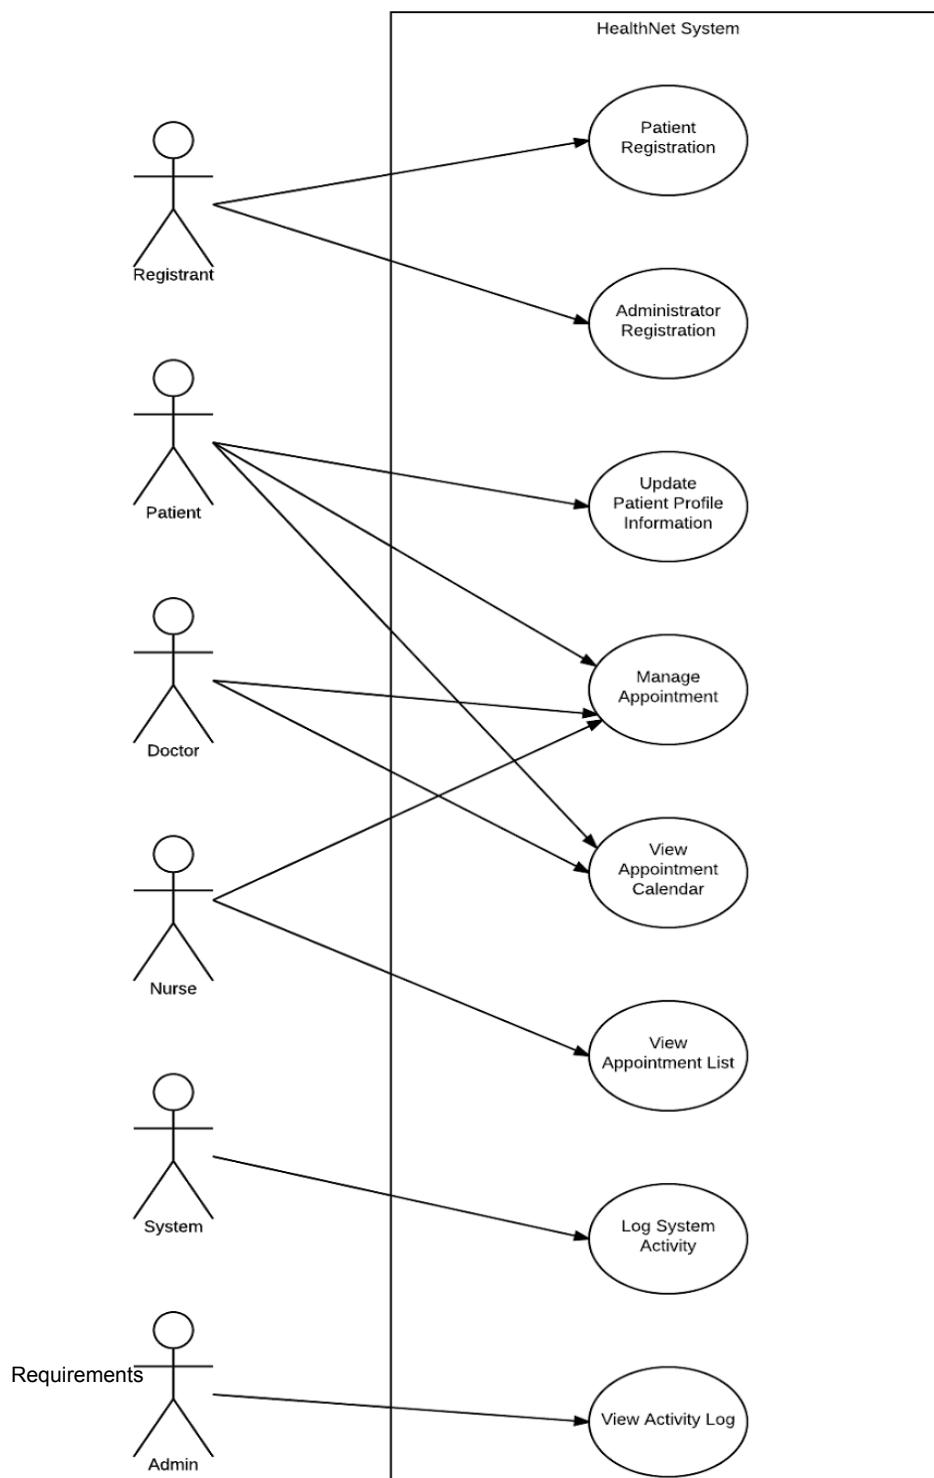 HealthNet System
Patient
Registration
Registrant
Administrator
Registration
Update
Patient Profile
Information
Patient
Manage
Appointment
Doctor
View
Appointment
Calendar
Nurse
View
Appointment List
System
Log System
Activity
Requirements
View Activity Log
Admin